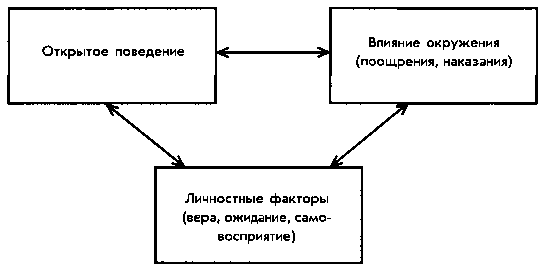 Открытое поведение
Влияние окружения
(поощрения, наказания)
Личностные факторы
(вера, ожидание, само-
восприятие)